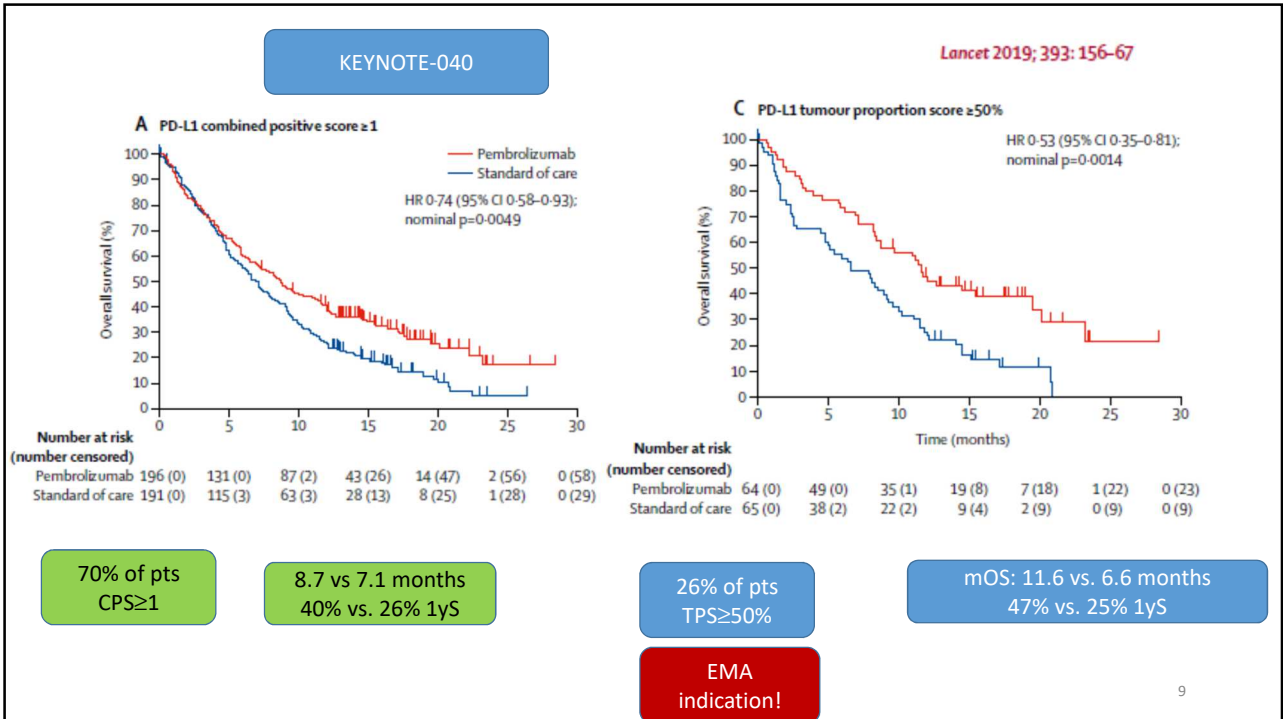 KEYNOTE-040
Lancet 2019; 393: 156–67
A PD-L1 combined positive score ≥1
Pembrolizumab
Standard of care
HR 0·74 (95% CI 0·58–0·93);
nominal p=0·0049
Overall survival (%)
100
90
80
70
60
50
40
30
20
10
0
0 5 10 15 20 25 30
Number at risk
(number censored)
Pembrolizumab 196 (0) 131 (0) 87 (2) 43 (26) 14 (47) 2 (56) 0 (58)
Standard of care 191 (0) 115 (3) 63 (3) 28 (13) 8 (25) 1 (28) 0 (29)
C PD-L1 tumour proportion score ≥50%
HR 0·53 (95% CI 0·35–0·81);
nominal p=0·0014
Overall survival (%)
100
90
80
70
60
50
40
30
20
10
0
0 5 10 15 20 25 30
Time (months)
Number at risk
(number censored)
Pembrolizumab 64 (0) 49 (0) 35 (1) 19 (8) 7 (18) 1 (22) 0 (23)
Standard of care 65 (0) 38 (2) 22 (2) 9 (4) 2 (9) 0 (9) 0 (9)
70% of pts
CPS≥1
8.7 vs 7.1 months
40% vs. 26% 1yS
26% of pts
TPS≥50%
mOS: 11.6 vs. 6.6 months
47% vs. 25% 1yS
EMA
indication!
9